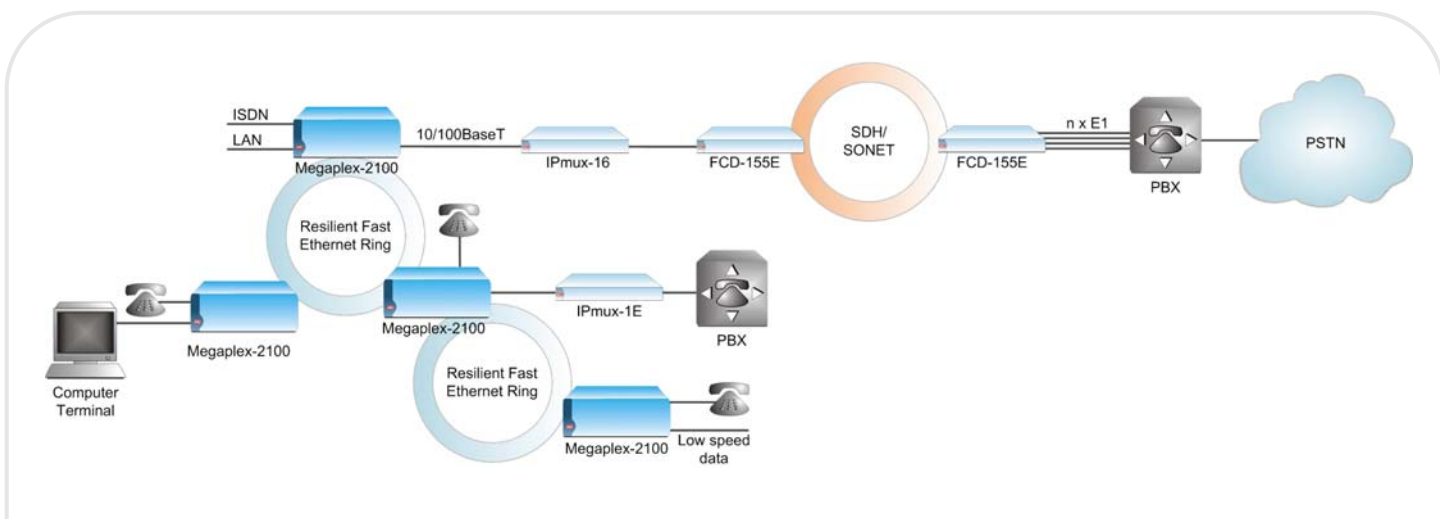 ISDN
LAN
Megaplex-2100
10/100BaseT
IPmux-16
FCD-155E
SDH/
SONET
FCD-155E
n x E1
PBX
PSTN
Resilient Fast
Ethernet Ring
Megaplex-2100
IPmux-1E
PBX
Megaplex-2100
Computer
Terminal
Resilient Fast
Ethernet Ring
Megaplex-2100
Low speed
data